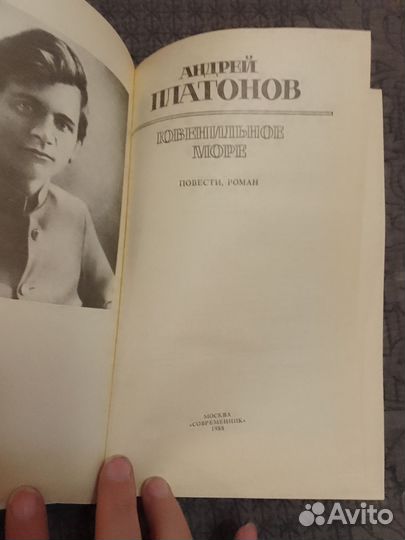 АНДРЕЙ
ПЛАТОНОВ
ЮВЕНИЛЬНОЕ
МОРЕ
ПОВЕСТИ, РОМАН
МОСКВА
«СОВРЕМЕННИК»
1988
Avito